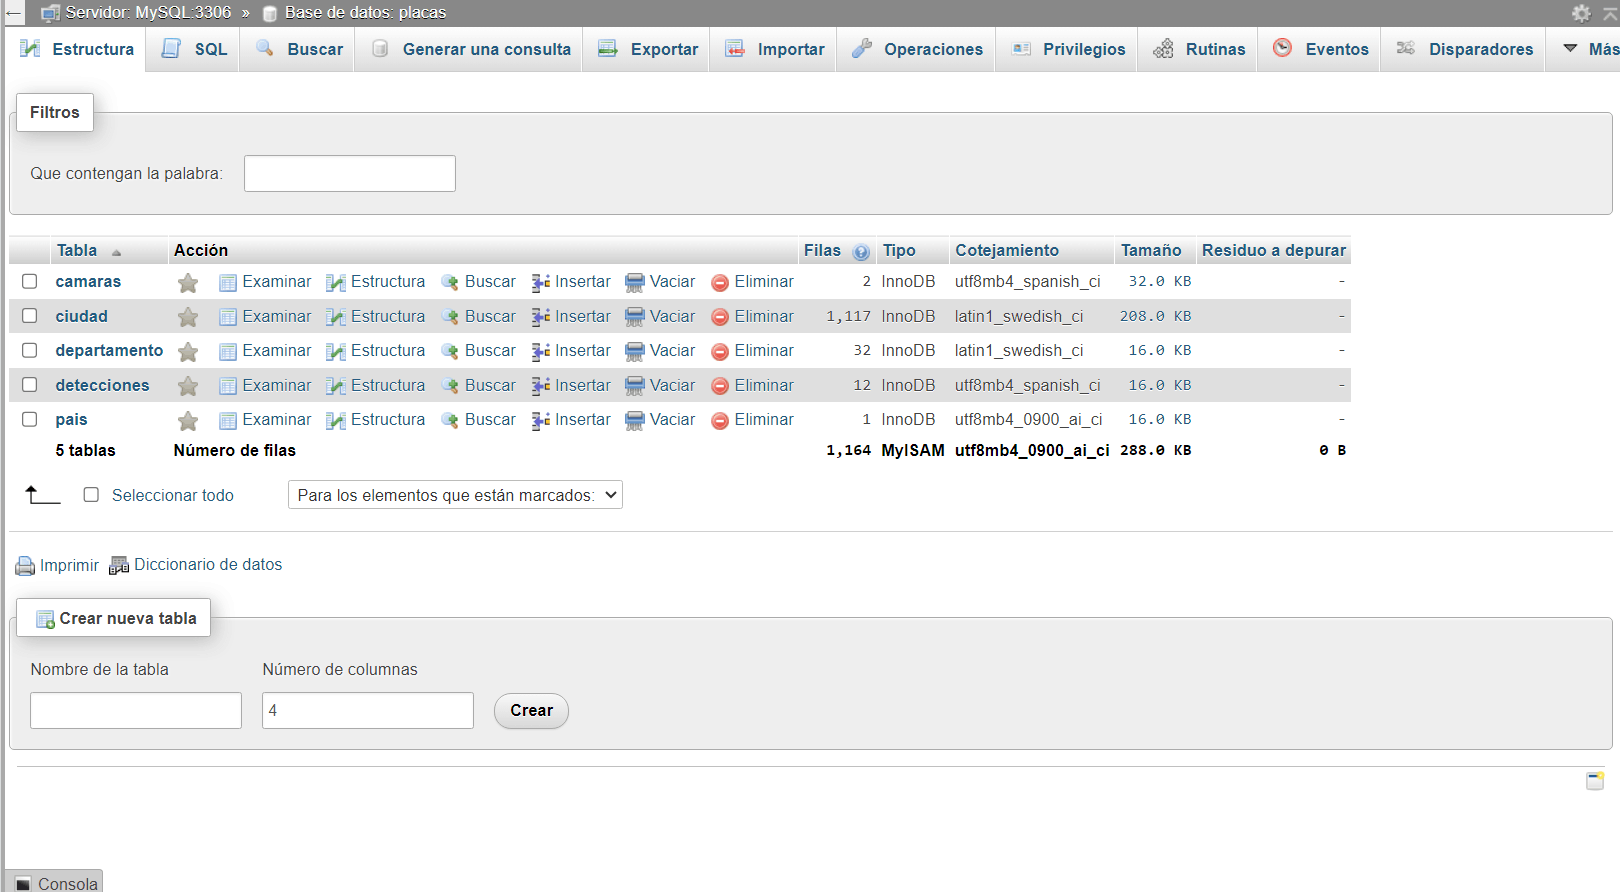 Servidor: MySQL:3306 » Base de datos: placas
Estructura SQL Buscar Generar una consulta Exportar Importar Operaciones Privilegios Rutinas Eventos Disparadores Más
Filtros
Que contengan la palabra:
Tabla Acción Filas Tipo Cotejamiento Tamaño Residuo a depurar
camaras Examinar Estructura Buscar Insertar Vaciar Eliminar 2 InnoDB utf8mb4_spanish_ci 32.0 KB -
ciudad Examinar Estructura Buscar Insertar Vaciar Eliminar 1,117 InnoDB latin1_swedish_ci 208.0 KB -
departamento Examinar Estructura Buscar Insertar Vaciar Eliminar 32 InnoDB latin1_swedish_ci 16.0 KB -
detecciones Examinar Estructura Buscar Insertar Vaciar Eliminar 12 InnoDB utf8mb4_spanish_ci 16.0 KB -
pais Examinar Estructura Buscar Insertar Vaciar Eliminar 1 InnoDB utf8mb4_0900_ai_ci 16.0 KB -
5 tablas Número de filas 1,164 MyISAM utf8mb4_0900_ai_ci 288.0 KB 0 B
Seleccionar todo Para los elementos que están marcados:
Imprimir Diccionario de datos
Crear nueva tabla
Nombre de la tabla Número de columnas
4 Crear
Consola